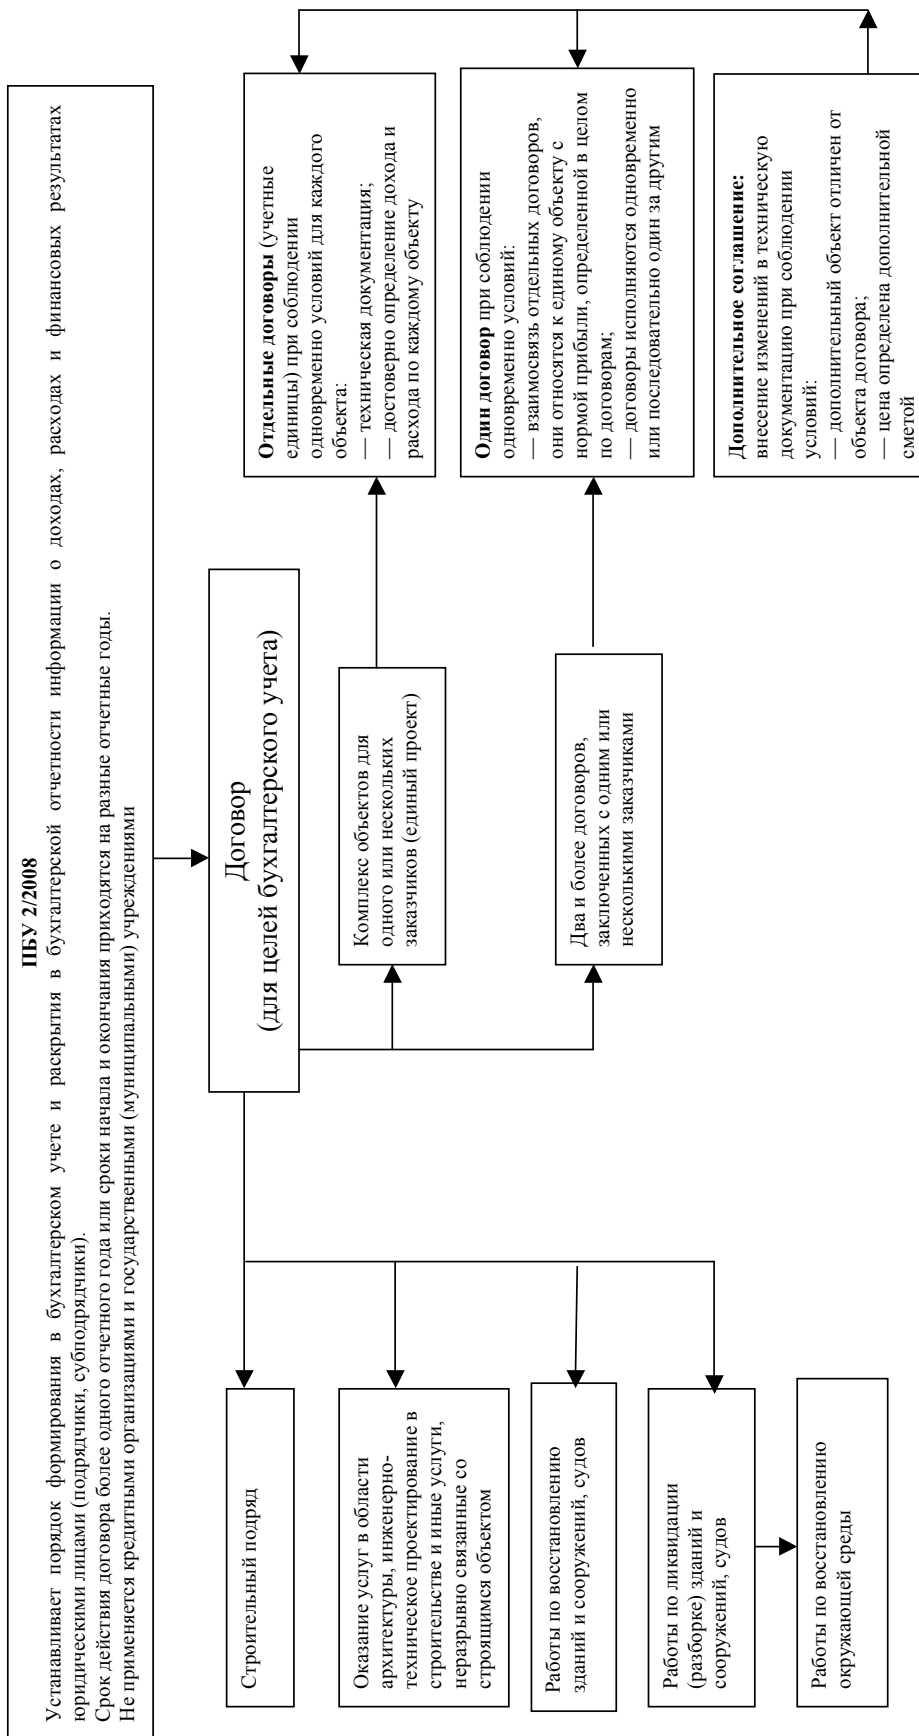 ПБУ 2/2008
Устанавливает порядок формирования в бухгалтерском учете и раскрытия в бухгалтерской отчетности информации о доходах, расходах и финансовых результатах
юридическими лицами (подрядчики, субподрядчики).
Срок действия договора более одного отчетного года или сроки начала и окончания приходятся на разные отчетные годы.
Не применяется кредитными организациями и государственными (муниципальными) учреждениями
Договор
(для целей бухгалтерского учета)
Строительный подряд
Оказание услуг в области
архитектуры, инженерно-
техническое проектирование в
строительстве и иные услуги,
неразрывно связанные со
строящимся объектом
Работы по восстановлению
зданий и сооружений, судов
Работы по ликвидации
(разборке) зданий и
сооружений, судов
Работы по восстановлению
окружающей среды
Комплекс объектов для
одного или нескольких
заказчиков (единый проект)
Два и более договоров,
заключенных с одним или
несколькими заказчиками
Отдельные договоры (учетные
единицы) при соблюдении
одновременно условий для каждого
объекта:
— техническая документация;
— достоверно определение дохода и
расхода по каждому объекту
Один договор при соблюдении
одновременно условий:
— взаимосвязь отдельных договоров,
они относятся к единому объекту с
нормой прибыли, определенной в целом
по договорам;
— договоры исполняются одновременно
или последовательно один за другим
Дополнительное соглашение:
внесение изменений в техническую
документацию при соблюдении
условий:
— дополнительный объект отличен от
объекта договора;
— цена определена дополнительной
сметой